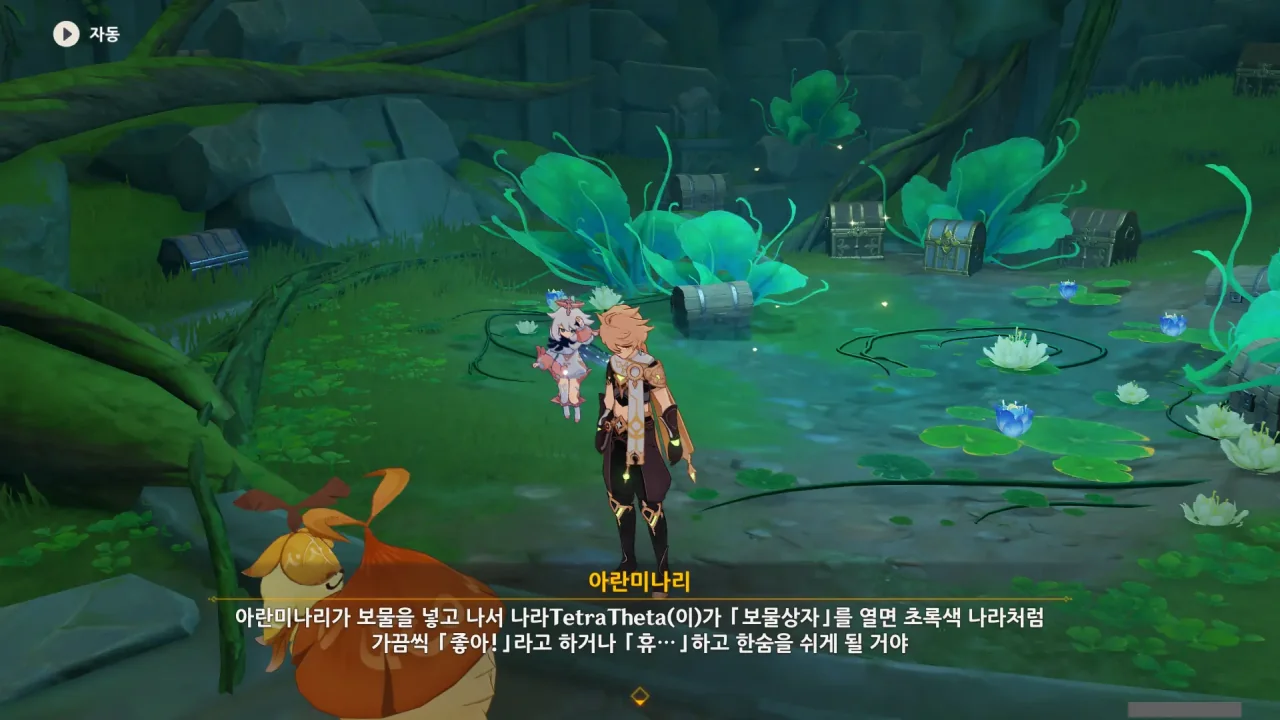 자동
아란미나리
아란미나리가 보물을 넣고 나서 나라TetraTheta(이)가 「보물상자」를 열면 초록색 나라처럼
가끔씩 「좋아!」라고 하거나 「휴…」하고 한숨을 쉬게 될 거야